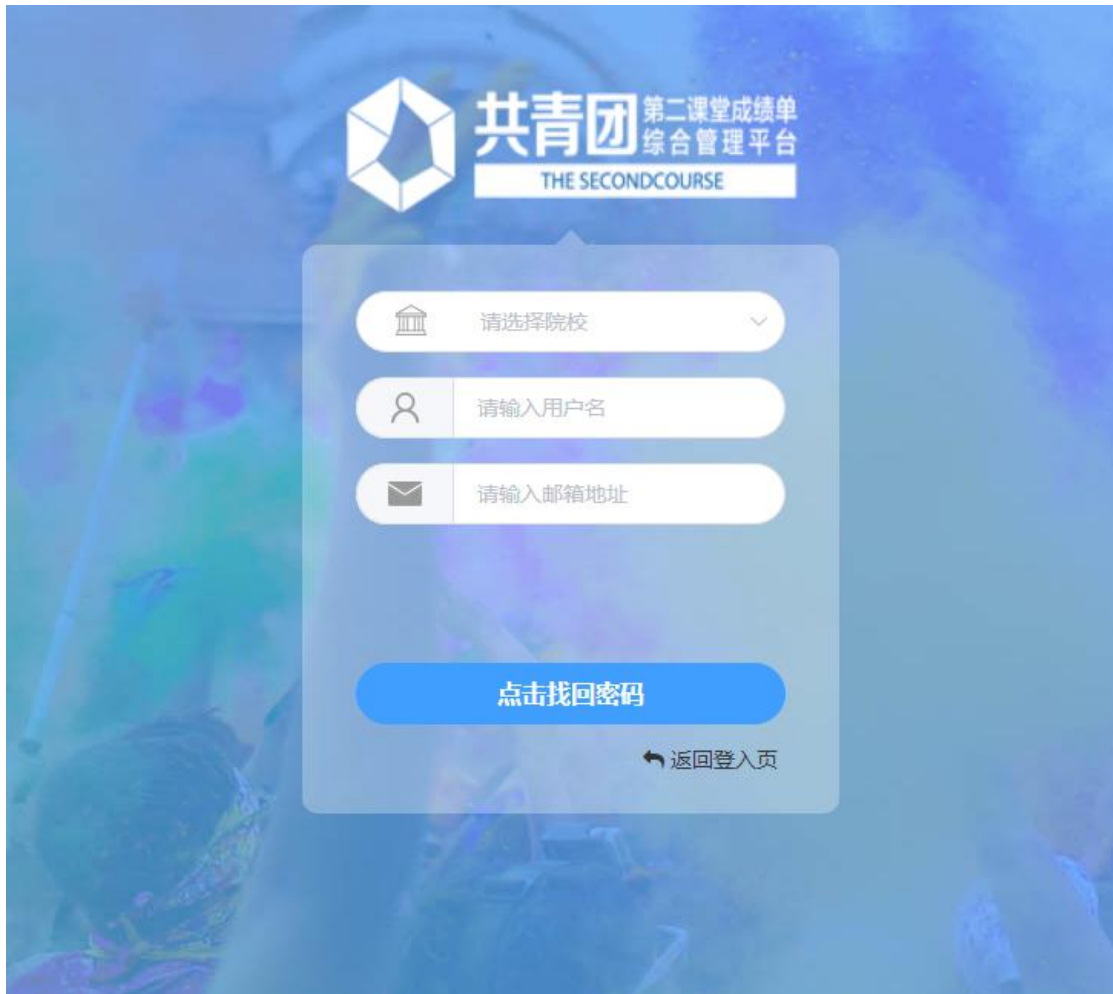 共青团
第二课堂成绩单
综合管理平台
THE SECONDCOURSE
请选择院校
请输入用户名
请输入邮箱地址
点击找回密码
返回登入页